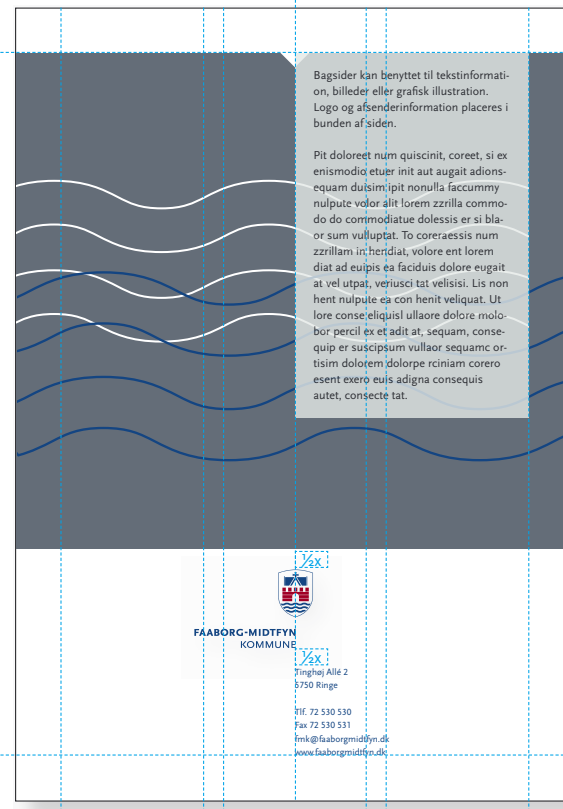 Bagsider kan benyttet til tekstinformati-
on, billeder eller grafisk illustration.
Logo og afsenderinformation placeres i
bunden af siden.
Pit doloreet num quiscinit, coreet, si ex
enismodio etuer init aut augait adions-
equam duisim ipit nonulla faccummy
nulpute volor alit lorem zzrilla commo-
do do commodiatue dolessis er si bla-
or sum vulluptat. To coreraessis num
zzrillam in hendiat, volore ent lorem
diat ad euipis ea faciduis dolore eugait
at vel utpat, veriusci tat velisisi. Lis non
hent nulpute ea con henit veliquat. Ut
lore conse eliquisl ullaore dolore molo-
bor percil ex et adit at, sequam, conse-
quip er suscipsum vullaor sequamc or-
tisim dolorem dolorpe rciniam corero
esent exero euis adigna consequis
autet, consecte tat.
½x
FAABORG-MIDTFYN
KOMMUNE
½x
Tinghøj Allé 2
5750 Ringe
Tlf. 72 530 530
Fax 72 530 531
fmk@faaborgmidtfyn.dk
www.faaborgmidtfyn.dk